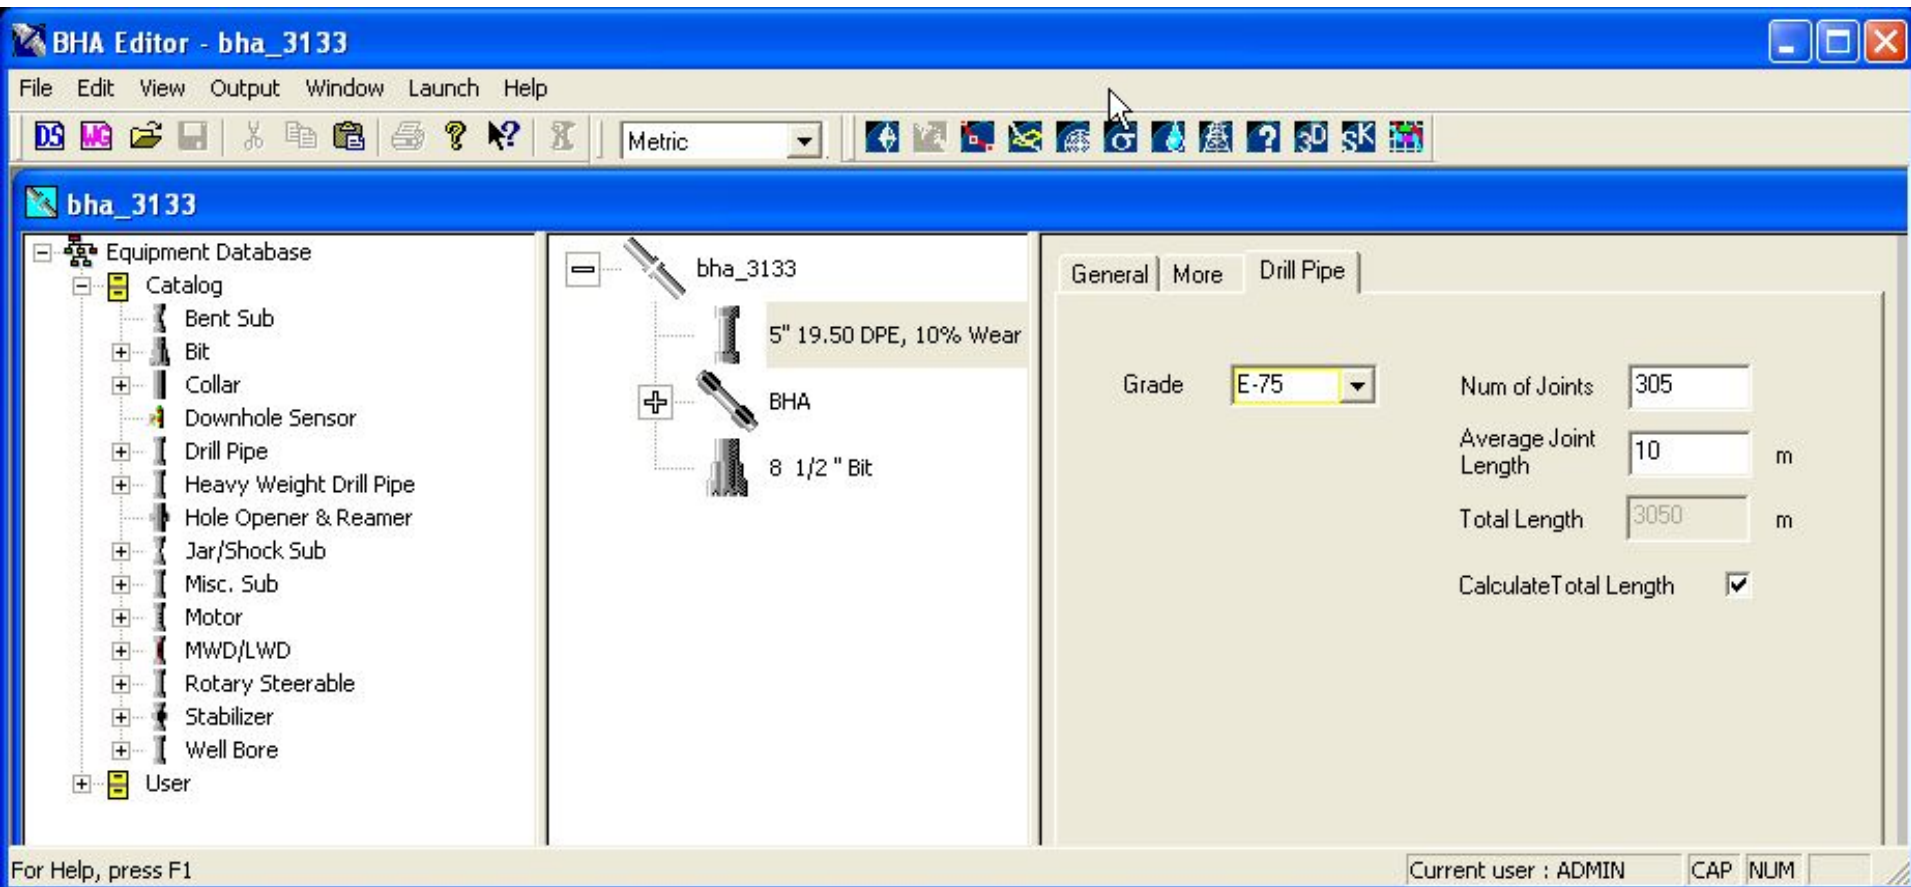 BHA Editor - bha_3133
File Edit View Output Window Launch Help
DS WG Metric σ ? 3D SK
bha_3133
Equipment Database
Catalog
Bent Sub
Bit
Collar
Downhole Sensor
Drill Pipe
Heavy Weight Drill Pipe
Hole Opener & Reamer
Jar/Shock Sub
Misc. Sub
Motor
MWD/LWD
Rotary Steerable
Stabilizer
Well Bore
User
bha_3133
5" 19.50 DPE, 10% Wear
BHA
8 1/2 " Bit
General More Drill Pipe
Grade E-75
Num of Joints 305
Average Joint
Length 10 m
Total Length 3050 m
CalculateTotal Length
For Help, press F1
Current user : ADMIN CAP NUM